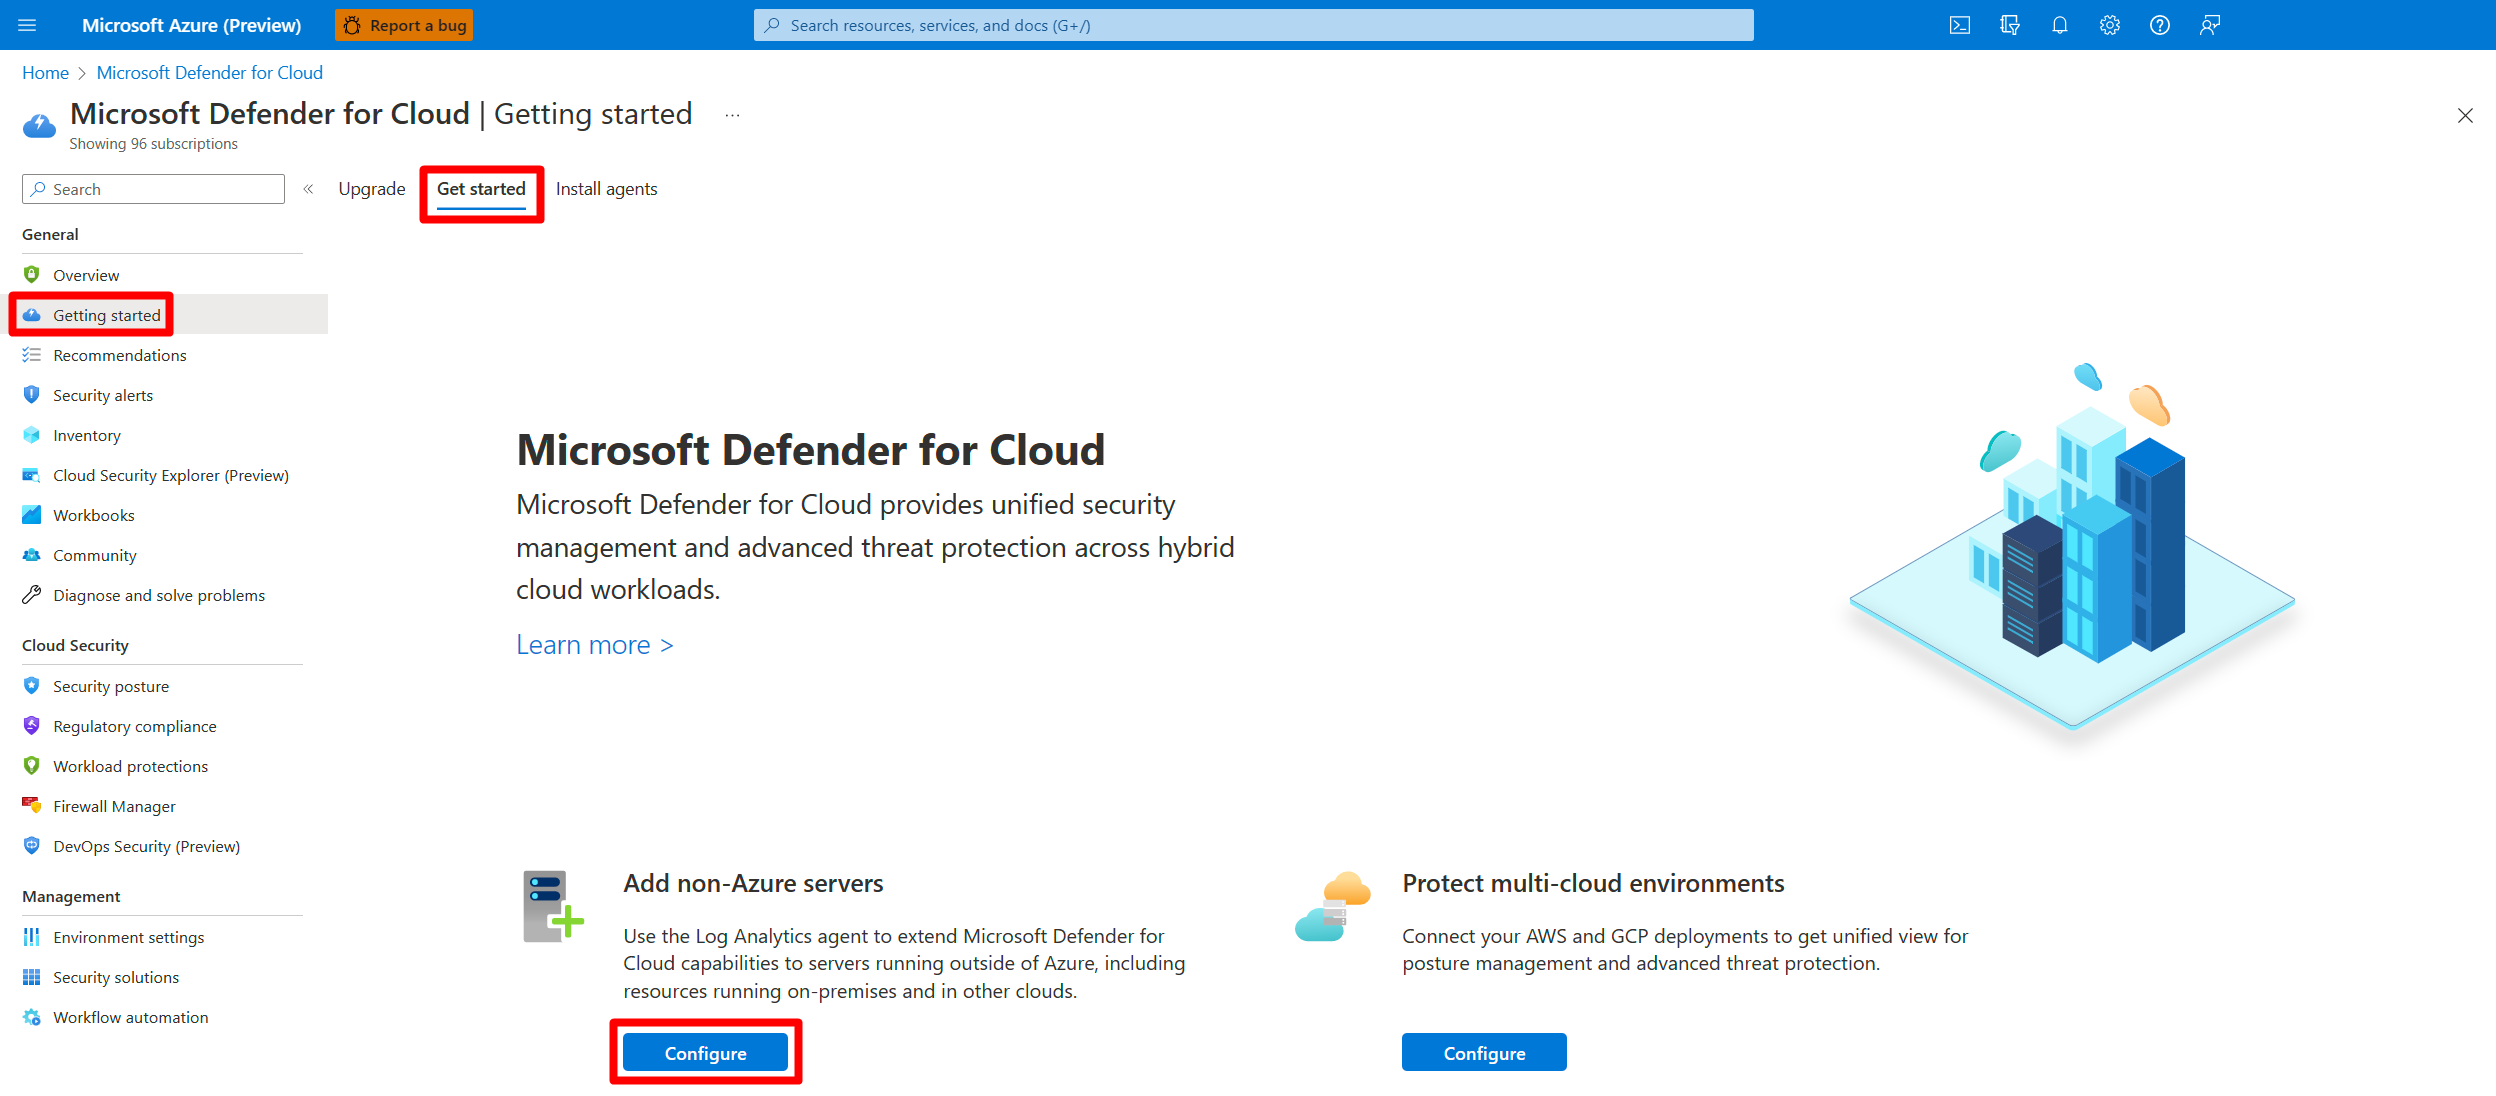 Microsoft Azure (Preview)
Report a bug
Search resources, services, and docs (G+/)
Home > Microsoft Defender for Cloud
Microsoft Defender for Cloud | Getting started ...
Showing 96 subscriptions
Search
«
Upgrade
Get started
Install agents
General
Overview
Getting started
Recommendations
Security alerts
Inventory
Cloud Security Explorer (Preview)
Workbooks
Community
Diagnose and solve problems
Cloud Security
Security posture
Regulatory compliance
Workload protections
Firewall Manager
DevOps Security (Preview)
Management
Environment settings
Security solutions
Workflow automation
Microsoft Defender for Cloud
Microsoft Defender for Cloud provides unified security
management and advanced threat protection across hybrid
cloud workloads.
Learn more >
Add non-Azure servers
Use the Log Analytics agent to extend Microsoft Defender for
Cloud capabilities to servers running outside of Azure, including
resources running on-premises and in other clouds.
Configure
Protect multi-cloud environments
Connect your AWS and GCP deployments to get unified view for
posture management and advanced threat protection.
Configure